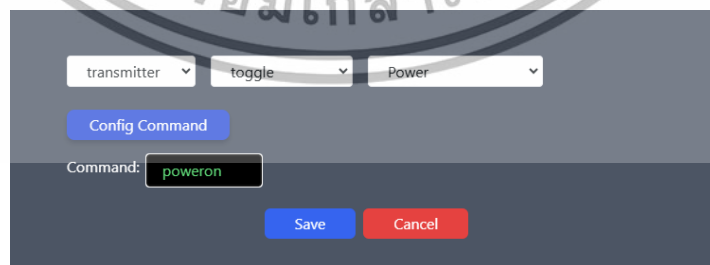 transmitter toggle Power
Config Command
Command: poweron
Save Cancel